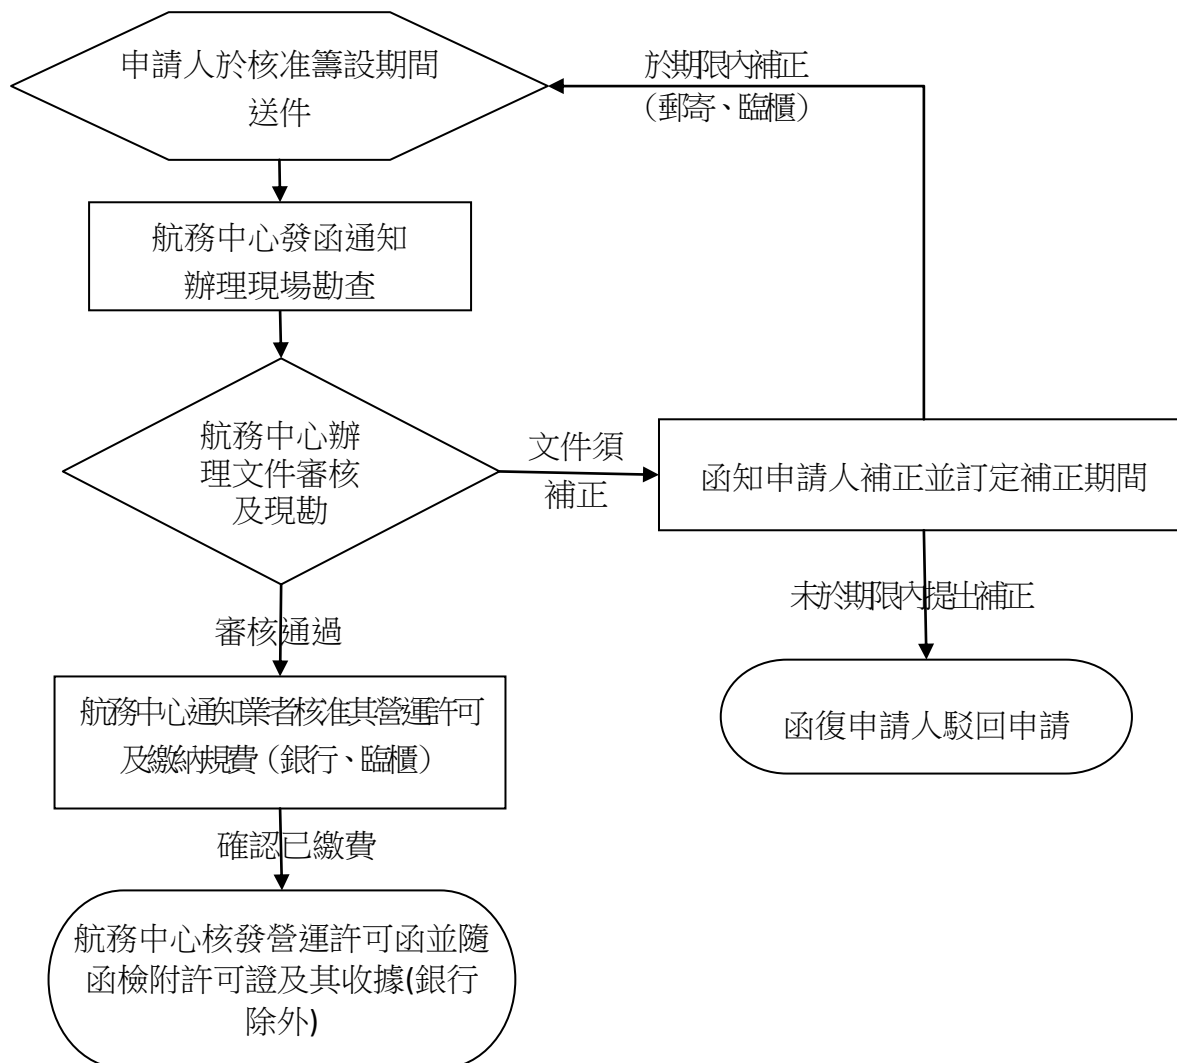 申請人於核准籌設期間
送件
於期限內補正
（郵寄、臨櫃）
航務中心發函通知
辦理現場勘查
航務中心辦
理文件審核
及現勘
文件須
補正
函知申請人補正並訂定補正期間
審核通過
未於期限內提出補正
航務中心通知業者核准其營運許可
及繳納規費（銀行、臨櫃）
函復申請人駁回申請
確認已繳費
航務中心核發營運許可函並隨
函檢附許可證及其收據(銀行
除外)